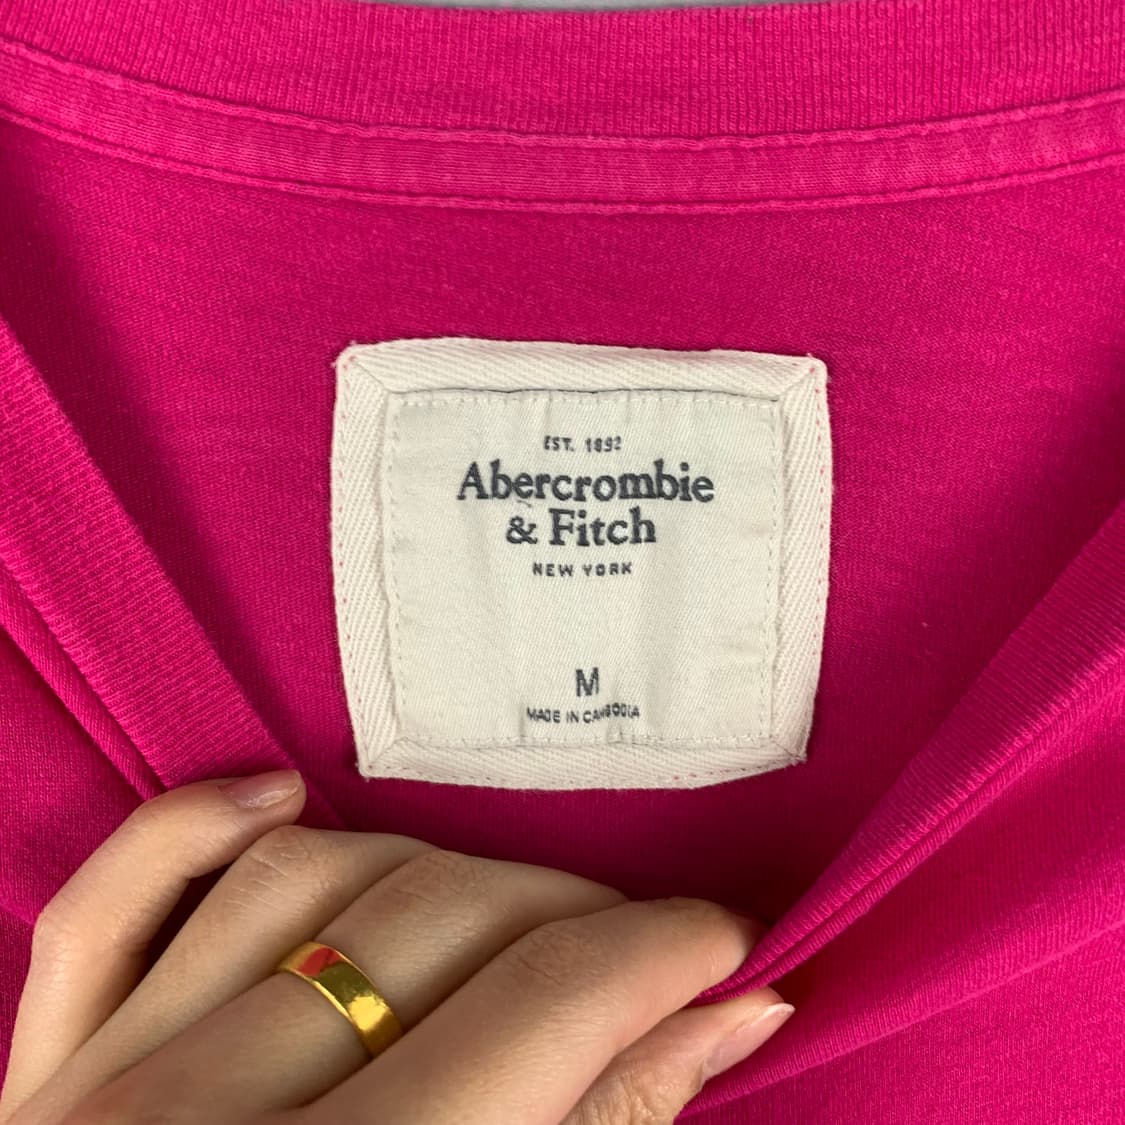 EST. 1892
Abercrombie
& Fitch
NEW YORK
M
MADE IN CAMBODIA